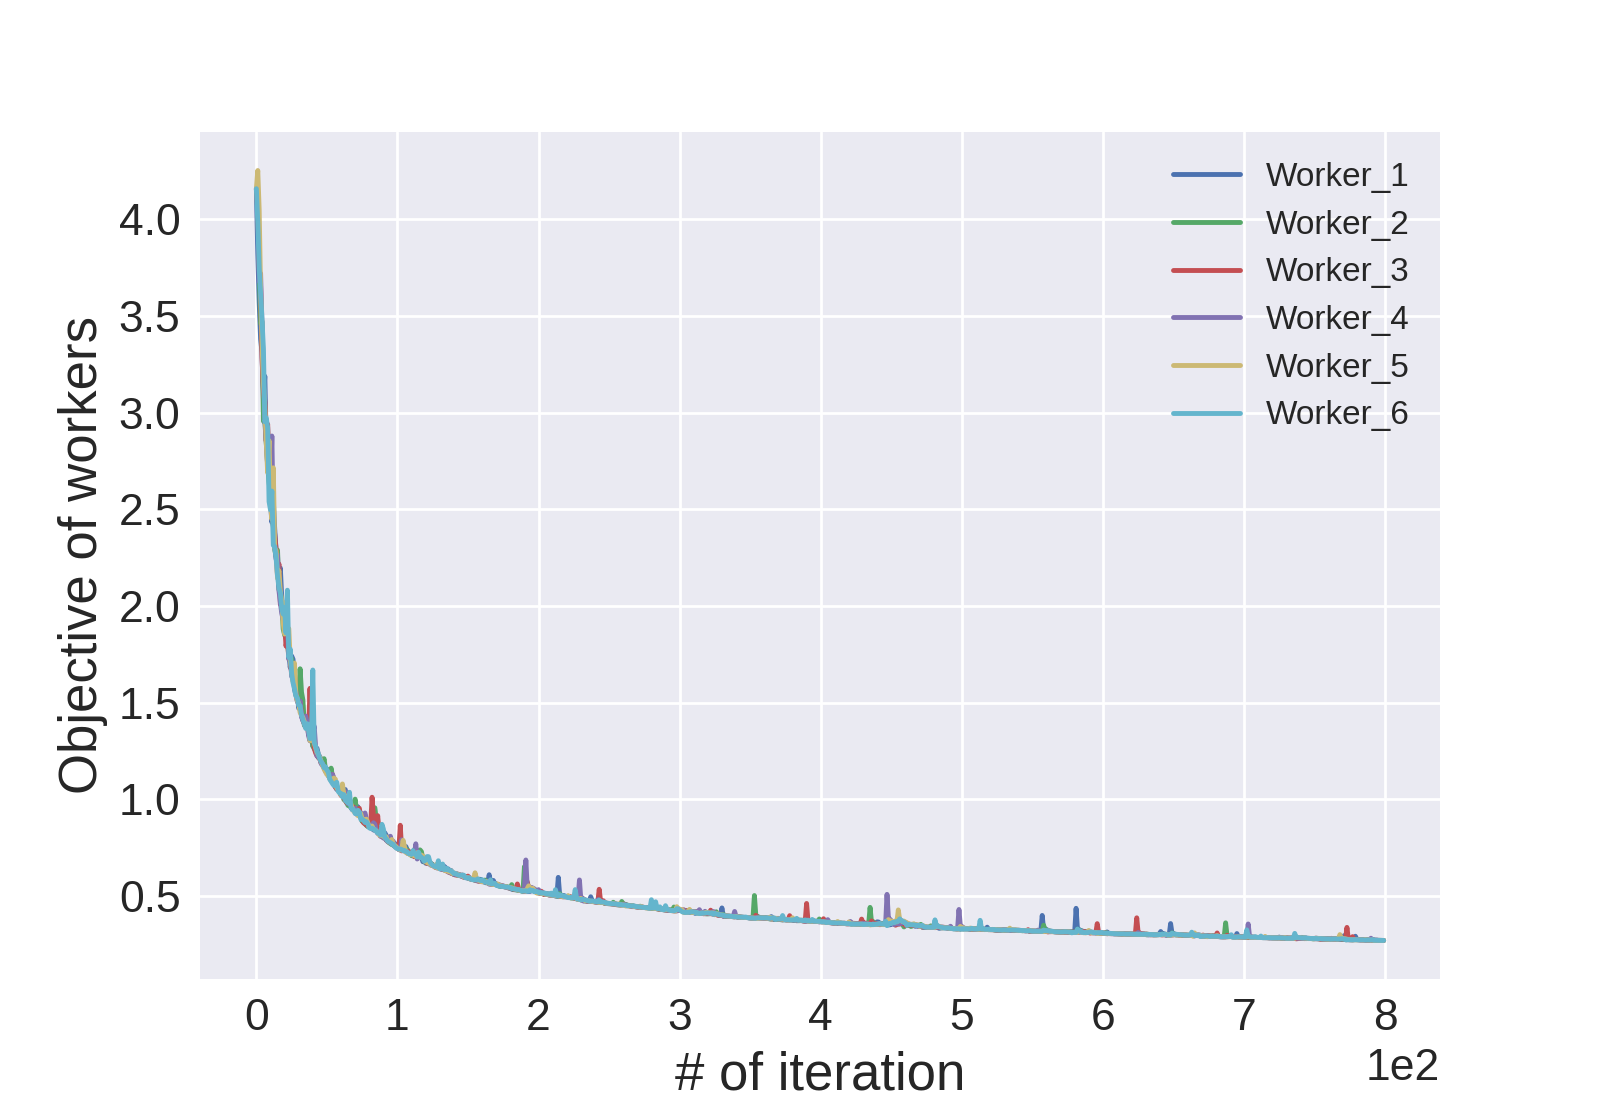 Worker_1
Worker_2
Worker_3
Worker_4
Worker_5
Worker_6
Objective of workers
4.0
3.5
3.0
2.5
2.0
1.5
1.0
0.5
0 1 2 3 4 5 6 7 8
1e2
# of iteration